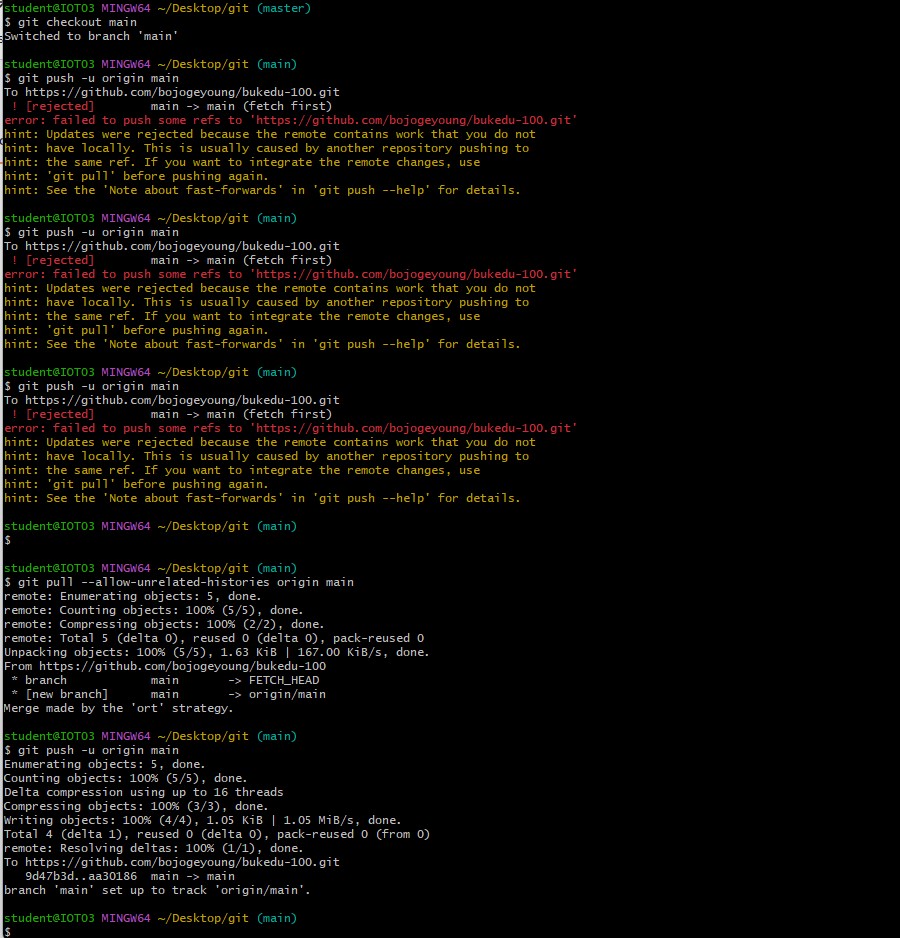 student@IOT03 MINGW64 ~/Desktop/git (master)
$ git checkout main
Switched to branch 'main'

student@IOT03 MINGW64 ~/Desktop/git (main)
$ git push -u origin main
To https://github.com/bojogeyoung/bukedu-100.git
 ! [rejected]        main -> main (fetch first)
error: failed to push some refs to 'https://github.com/bojogeyoung/bukedu-100.git'
hint: Updates were rejected because the remote contains work that you do not
hint: have locally. This is usually caused by another repository pushing to
hint: the same ref. If you want to integrate the remote changes, use
hint: 'git pull' before pushing again.
hint: See the 'Note about fast-forwards' in 'git push --help' for details.

student@IOT03 MINGW64 ~/Desktop/git (main)
$ git push -u origin main
To https://github.com/bojogeyoung/bukedu-100.git
 ! [rejected]        main -> main (fetch first)
error: failed to push some refs to 'https://github.com/bojogeyoung/bukedu-100.git'
hint: Updates were rejected because the remote contains work that you do not
hint: have locally. This is usually caused by another repository pushing to
hint: the same ref. If you want to integrate the remote changes, use
hint: 'git pull' before pushing again.
hint: See the 'Note about fast-forwards' in 'git push --help' for details.

student@IOT03 MINGW64 ~/Desktop/git (main)
$ git push -u origin main
To https://github.com/bojogeyoung/bukedu-100.git
 ! [rejected]        main -> main (fetch first)
error: failed to push some refs to 'https://github.com/bojogeyoung/bukedu-100.git'
hint: Updates were rejected because the remote contains work that you do not
hint: have locally. This is usually caused by another repository pushing to
hint: the same ref. If you want to integrate the remote changes, use
hint: 'git pull' before pushing again.
hint: See the 'Note about fast-forwards' in 'git push --help' for details.

student@IOT03 MINGW64 ~/Desktop/git (main)
$

student@IOT03 MINGW64 ~/Desktop/git (main)
$ git pull --allow-unrelated-histories origin main
remote: Enumerating objects: 5, done.
remote: Counting objects: 100% (5/5), done.
remote: Compressing objects: 100% (2/2), done.
remote: Total 5 (delta 0), reused 0 (delta 0), pack-reused 0
Unpacking objects: 100% (5/5), 1.63 KiB | 167.00 KiB/s, done.
From https://github.com/bojogeyoung/bukedu-100
 * branch            main       -> FETCH_HEAD
 * [new branch]      main       -> origin/main
Merge made by the 'ort' strategy.

student@IOT03 MINGW64 ~/Desktop/git (main)
$ git push -u origin main
Enumerating objects: 5, done.
Counting objects: 100% (5/5), done.
Delta compression using up to 16 threads
Compressing objects: 100% (3/3), done.
Writing objects: 100% (4/4), 1.05 KiB | 1.05 MiB/s, done.
Total 4 (delta 1), reused 0 (delta 0), pack-reused 0 (from 0)
remote: Resolving deltas: 100% (1/1), done.
To https://github.com/bojogeyoung/bukedu-100.git
   9d47b3d..aa30186  main -> main
branch 'main' set up to track 'origin/main'.

student@IOT03 MINGW64 ~/Desktop/git (main)
$